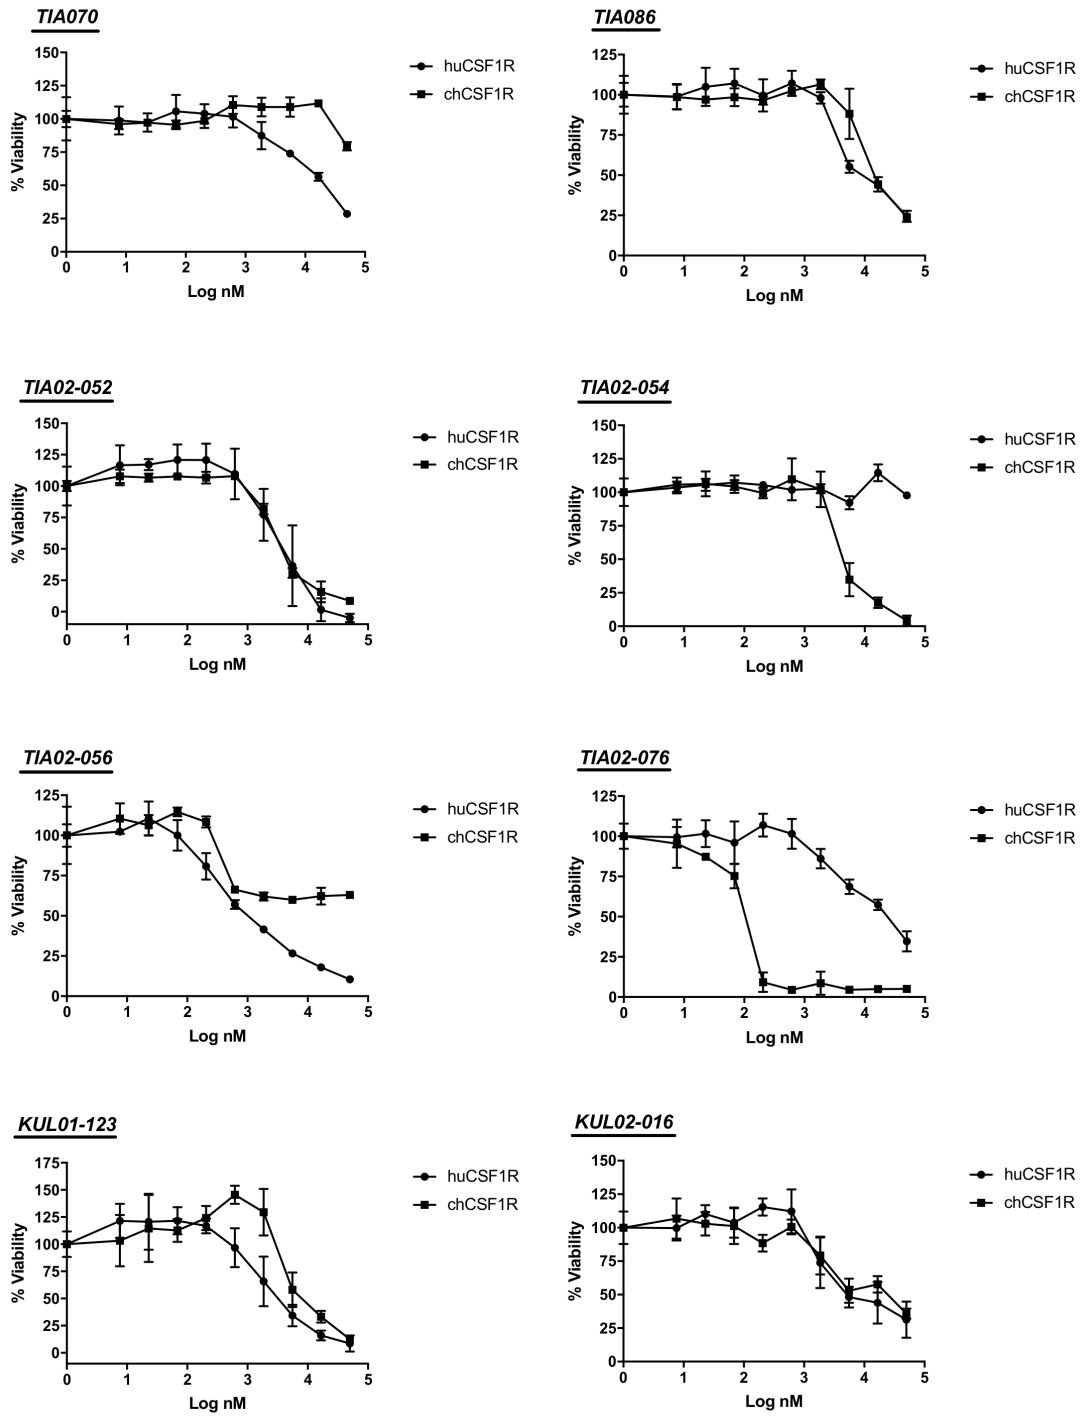 TIA070
150
125
100
75
50
25
0
% Viability
0 1 2 3 4 5
Log nM
huCSF1R
chCSF1R
TIA086
125
100
75
50
25
0
% Viability
0 1 2 3 4 5
Log nM
huCSF1R
chCSF1R
TIA02-052
150
125
100
75
50
25
0
% Viability
0 1 2 3 4 5
Log nM
huCSF1R
chCSF1R
TIA02-054
150
125
100
75
50
25
0
% Viability
0 1 2 3 4 5
Log nM
huCSF1R
chCSF1R
TIA02-056
125
100
75
50
25
0
% Viability
0 1 2 3 4 5
Log nM
huCSF1R
chCSF1R
TIA02-076
125
100
75
50
25
0
% Viability
0 1 2 3 4 5
Log nM
huCSF1R
chCSF1R
KUL01-123
175
150
125
100
75
50
25
0
% Viability
0 1 2 3 4 5
Log nM
huCSF1R
chCSF1R
KUL02-016
150
125
100
75
50
25
0
% Viability
0 1 2 3 4 5
Log nM
huCSF1R
chCSF1R